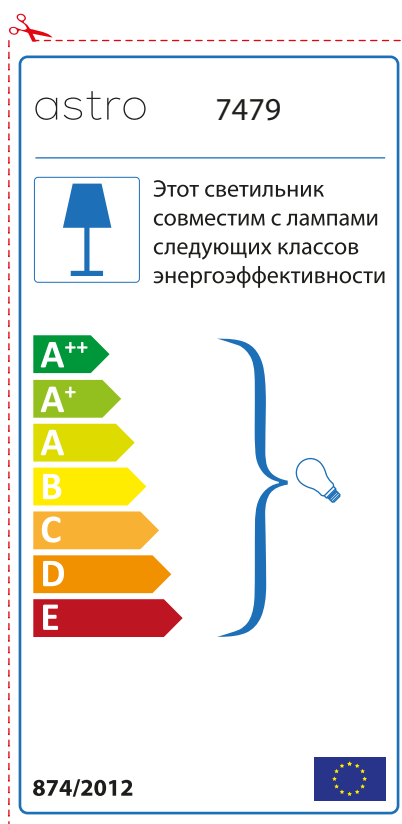 astro 7479
Этот светильник
совместим с лампами
следующих классов
энергоэффективности
A++
A+
A
B
C
D
E
874/2012